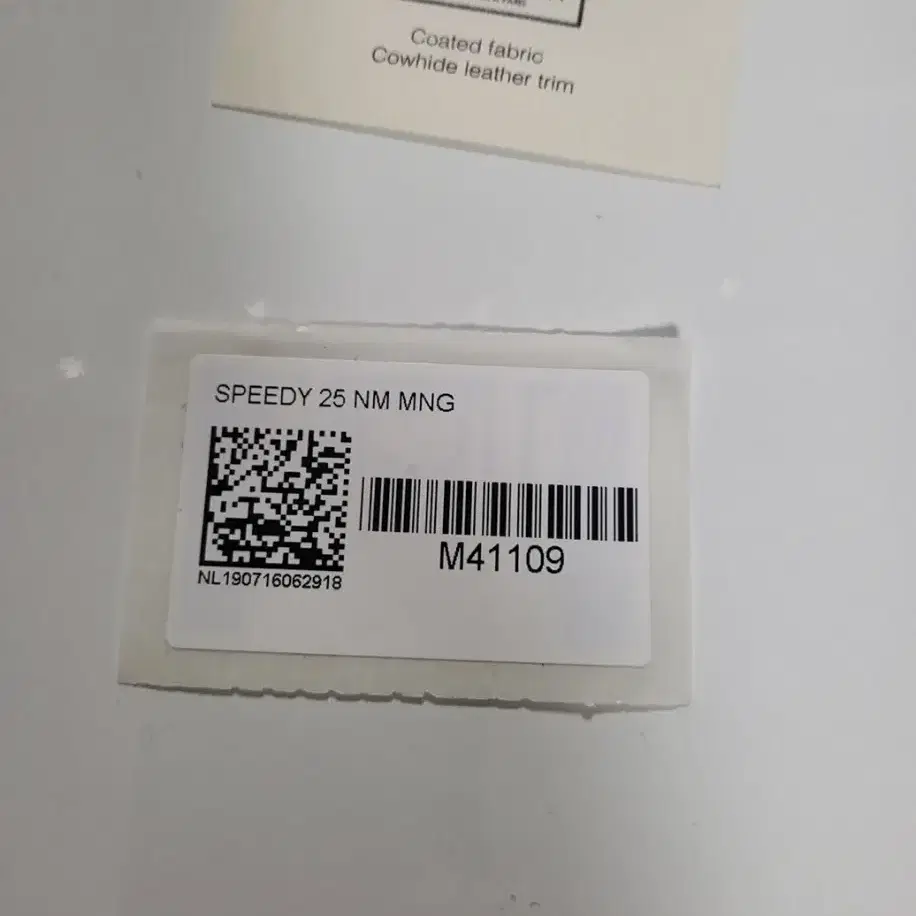 Coated fabric
Cowhide leather trim
SPEEDY 25 NM MNG
M41109
NL190716062918